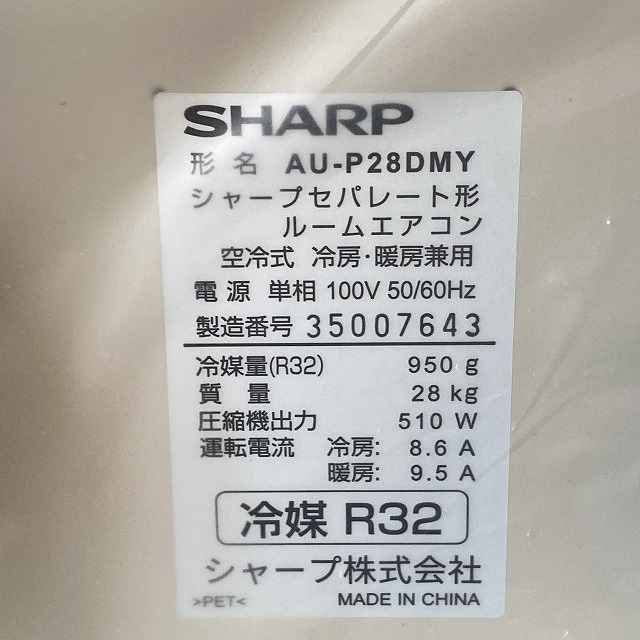 SHARP
形 名 AU-P28DMY
シャープセパレート形
ルームエアコン
空冷式 冷房・暖房兼用
電 源 単相 100V 50/60Hz
製造番号 35007643
冷媒量(R32) 950 g
質 量 28 kg
圧縮機出力 510 W
運転電流 冷房: 8.6 A
暖房: 9.5 A
冷媒 R32
シャープ株式会社
>PET< MADE IN CHINA